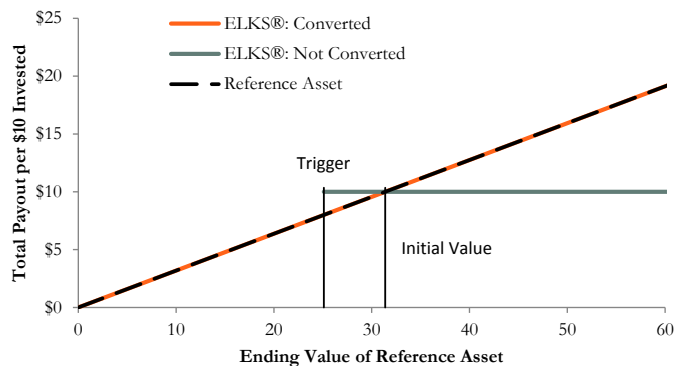 ELKS®: Converted
ELKS®: Not Converted
Reference Asset
Total Payout per $10 Invested
$25
$20
$15
$10
$5
$0
Trigger
Initial Value
0 10 20 30 40 50 60
Ending Value of Reference Asset